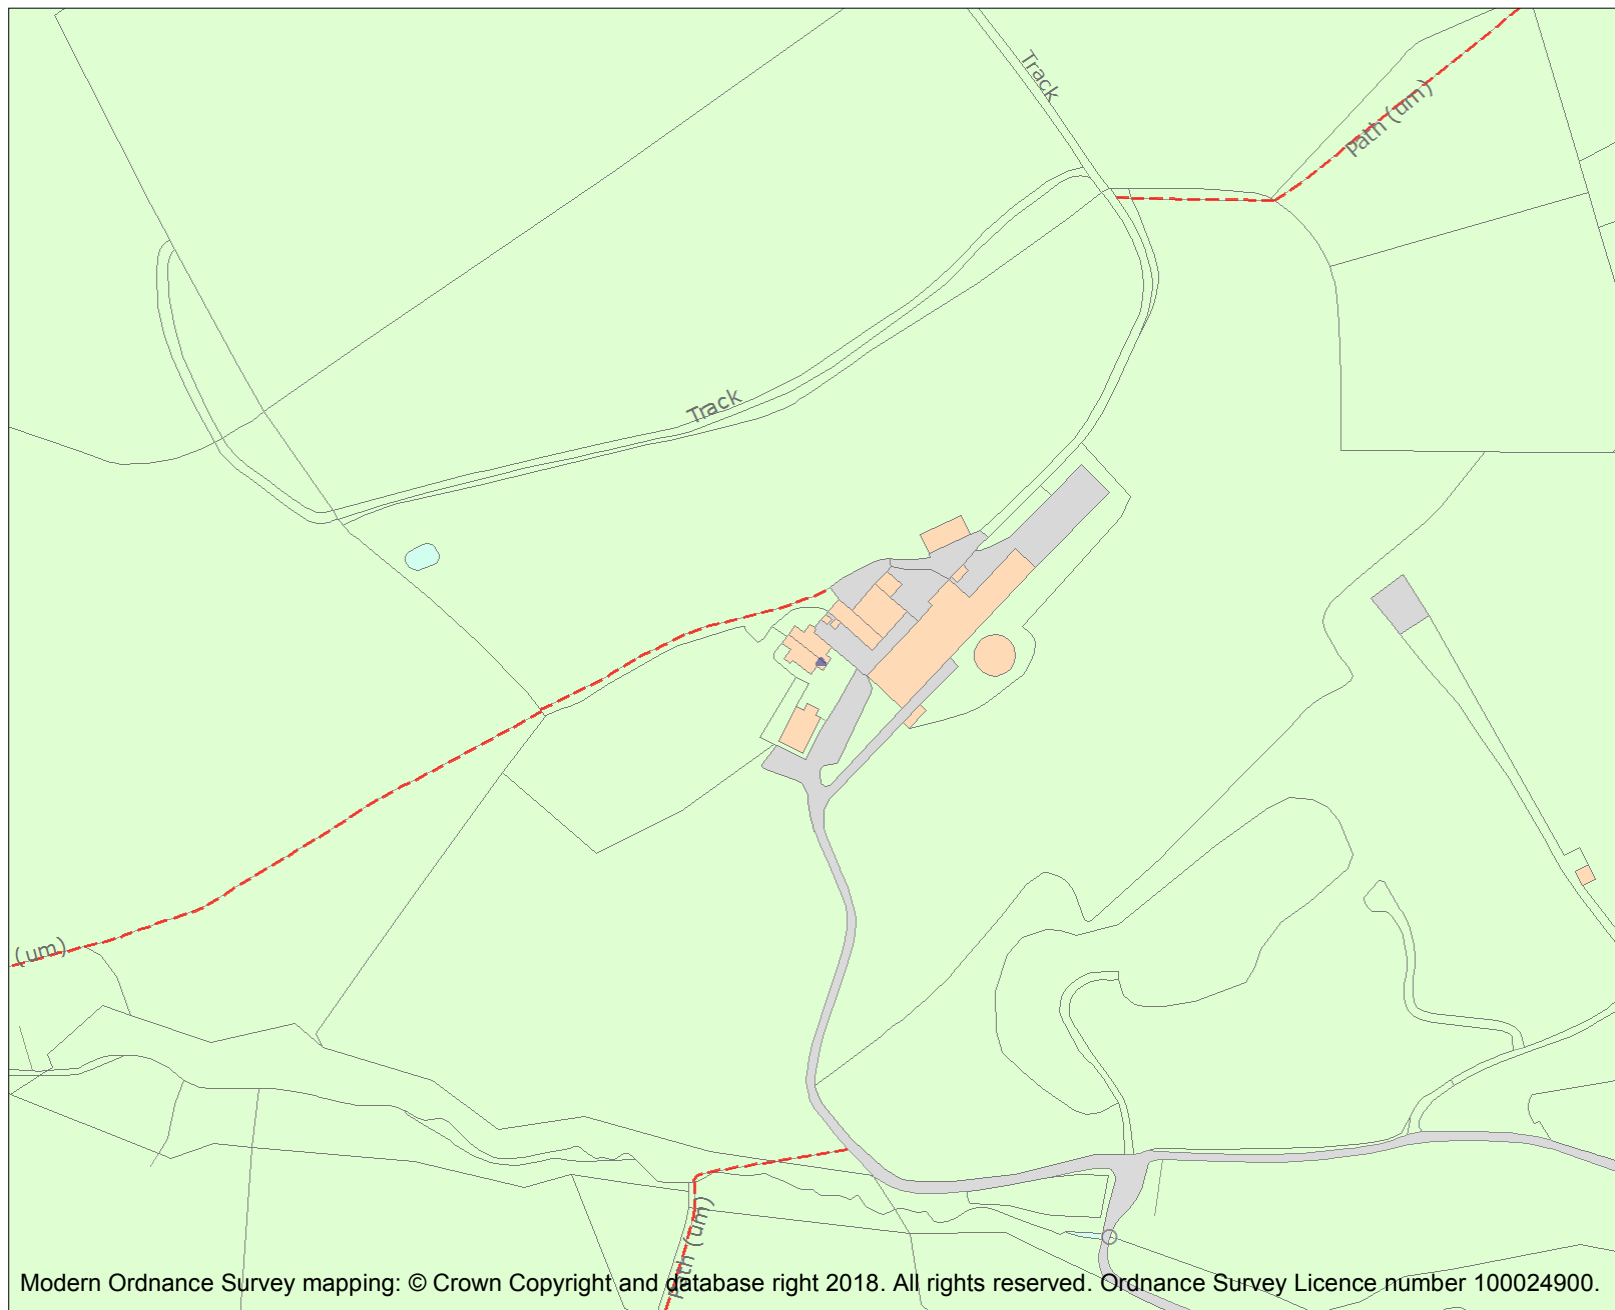 Track
Path (um)
Track
(um)
Path (um)
Modern Ordnance Survey mapping: © Crown Copyright and database right 2018. All rights reserved. Ordnance Survey Licence number 100024900.